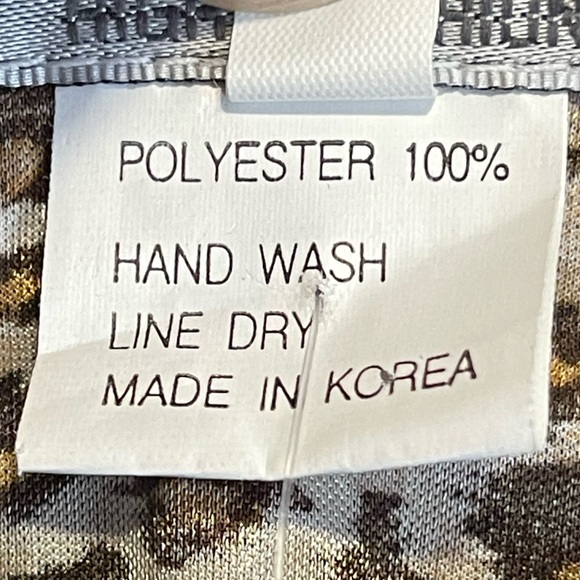 POLYESTER 100%
HAND WASH
LINE DRY
MADE IN KOREA